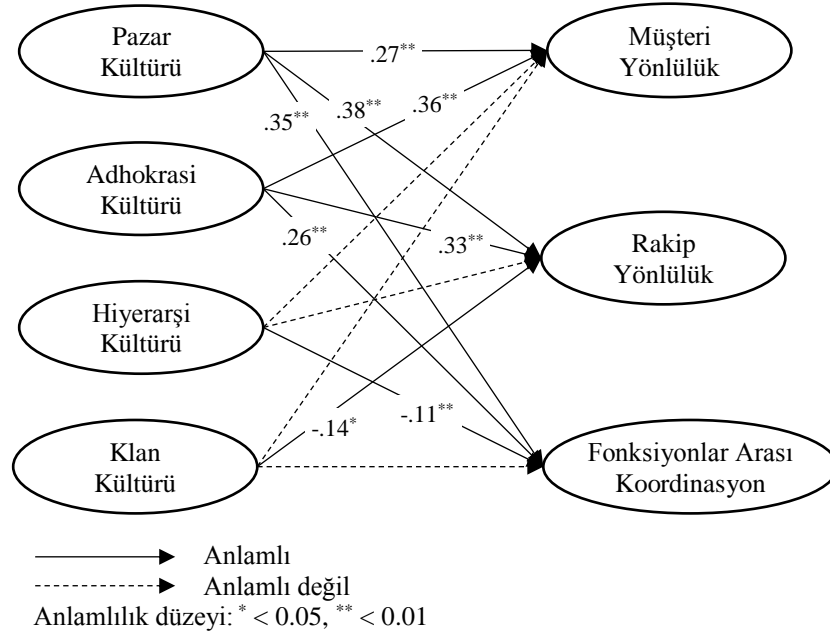 Pazar
Kültürü
Müşteri
Yönlülük
.27**
.35**
.38**
.36**
Adhokrasi
Kültürü
.26**
.33**
Rakip
Yönlülük
Hiyerarşi
Kültürü
-.14*
-.11**
Klan
Kültürü
Fonksiyonlar Arası
Koordinasyon
Anlamlı
Anlamlı değil
Anlamlılık düzeyi: * < 0.05, ** < 0.01